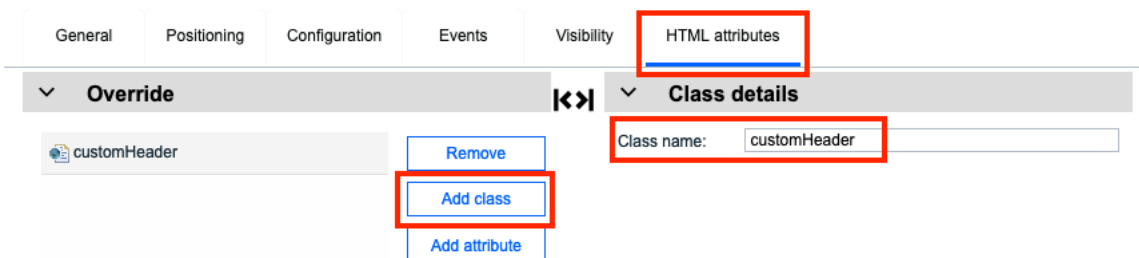 General Positioning Configuration Events Visibility HTML attributes
Override
Class details
customHeader
Remove
Class name: customHeader
Add class
Add attribute